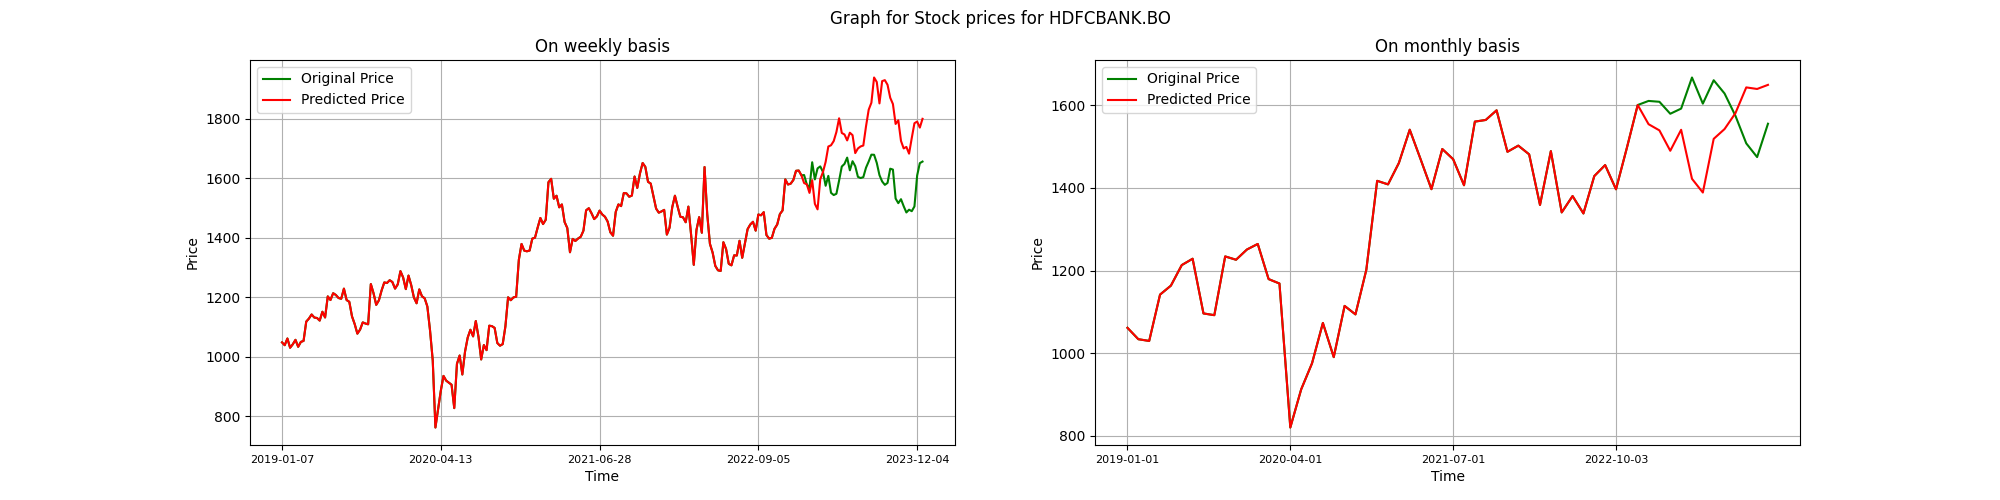 Graph for Stock prices for HDFCBANK.BO
On weekly basis
Original Price
Predicted Price
Price
1800
1600
1400
1200
1000
800
2019-01-07
2020-04-13
2021-06-28
2022-09-05
2023-12-04
Time
On monthly basis
Original Price
Predicted Price
Price
1600
1400
1200
1000
800
2019-01-01
2020-04-01
2021-07-01
2022-10-03
Time